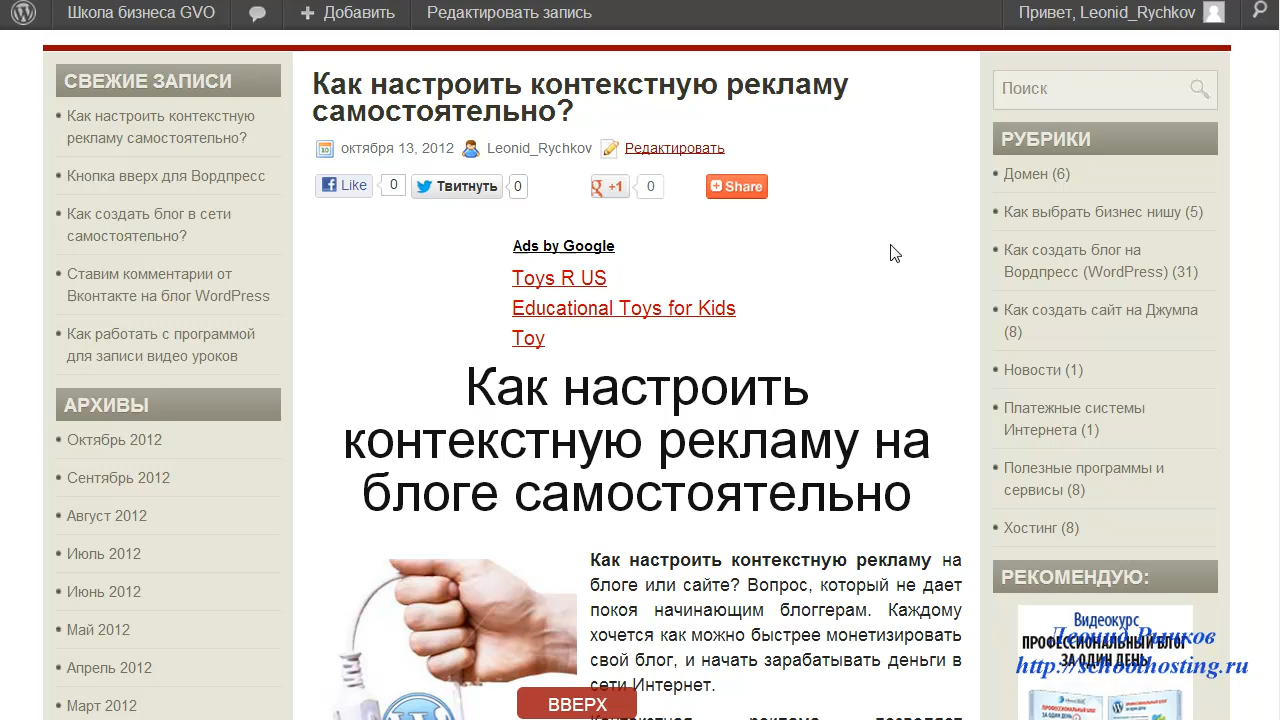 Школа бизнеса GVO
Добавить
Редактировать запись
Привет, Leonid_Rychkov
СВЕЖИЕ ЗАПИСИ
Как настроить контекстную
рекламу самостоятельно?
Кнопка вверх для Вордпресс
Как создать блог в сети
самостоятельно?
Ставим комментарии от
Вконтакте на блог WordPress
Как работать с программой
для записи видео уроков
АРХИВЫ
Октябрь 2012
Сентябрь 2012
Август 2012
Июль 2012
Июнь 2012
Май 2012
Апрель 2012
Март 2012
Как настроить контекстную рекламу
самостоятельно?
октября 13, 2012 Leonid_Rychkov Редактировать
Like 0 Твитнуть 0 +1 0 Share
Ads by Google
Toys R US
Educational Toys for Kids
Toy
Как настроить
контекстную рекламу на
блоге самостоятельно
Как настроить контекстную рекламу на
блоге или сайте? Вопрос, который не дает
покоя начинающим блоггерам. Каждому
хочется как можно быстрее монетизировать
свой блог, и начать зарабатывать деньги в
сети Интернет.
Контекстная реклама позволяет
ВВЕРХ
Поиск
РУБРИКИ
Домен (6)
Как выбрать бизнес нишу (5)
Как создать блог на
Вордпресс (WordPress) (31)
Как создать сайт на Джумла
(8)
Новости (1)
Платежные системы
Интернета (1)
Полезные программы и
сервисы (8)
Хостинг (8)
РЕКОМЕНДУЮ:
Видеокурс
ПРОФЕССИОНАЛЬНЫЙ БЛОГ
ЗА ОДИН ДЕНЬ
Леонид Рычков
http://schoolhosting.ru